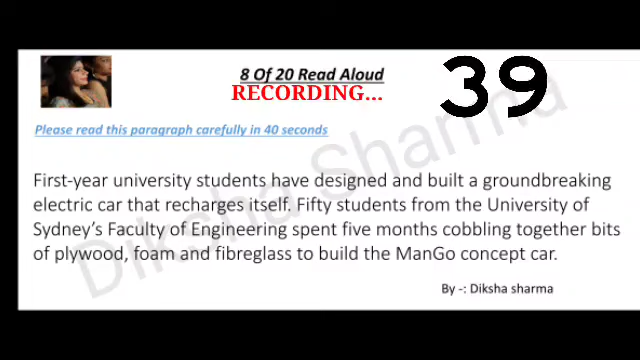 8 Of 20 Read Aloud
RECORDING...
39
Please read this paragraph carefully in 40 seconds
First-year university students have designed and built a groundbreaking
electric car that recharges itself. Fifty students from the University of
Sydney's Faculty of Engineering spent five months cobbling together bits
of plywood, foam and fibreglass to build the ManGo concept car.
By -: Diksha sharma
Diksha Sharma